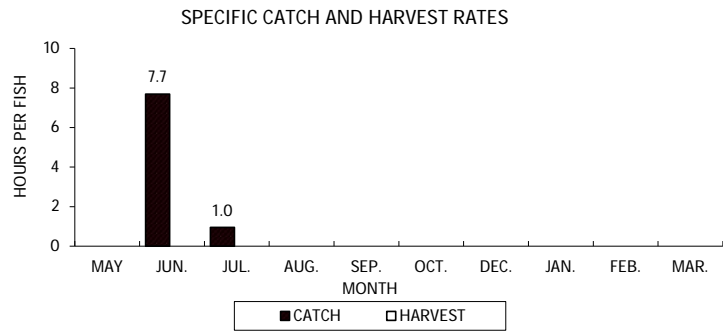 SPECIFIC CATCH AND HARVEST RATES
10
8
6
4
2
0
HOURS PER FISH
7.7
1.0
MAY JUN. JUL. AUG. SEP. OCT. DEC. JAN. FEB. MAR.
MONTH
CATCH HARVEST